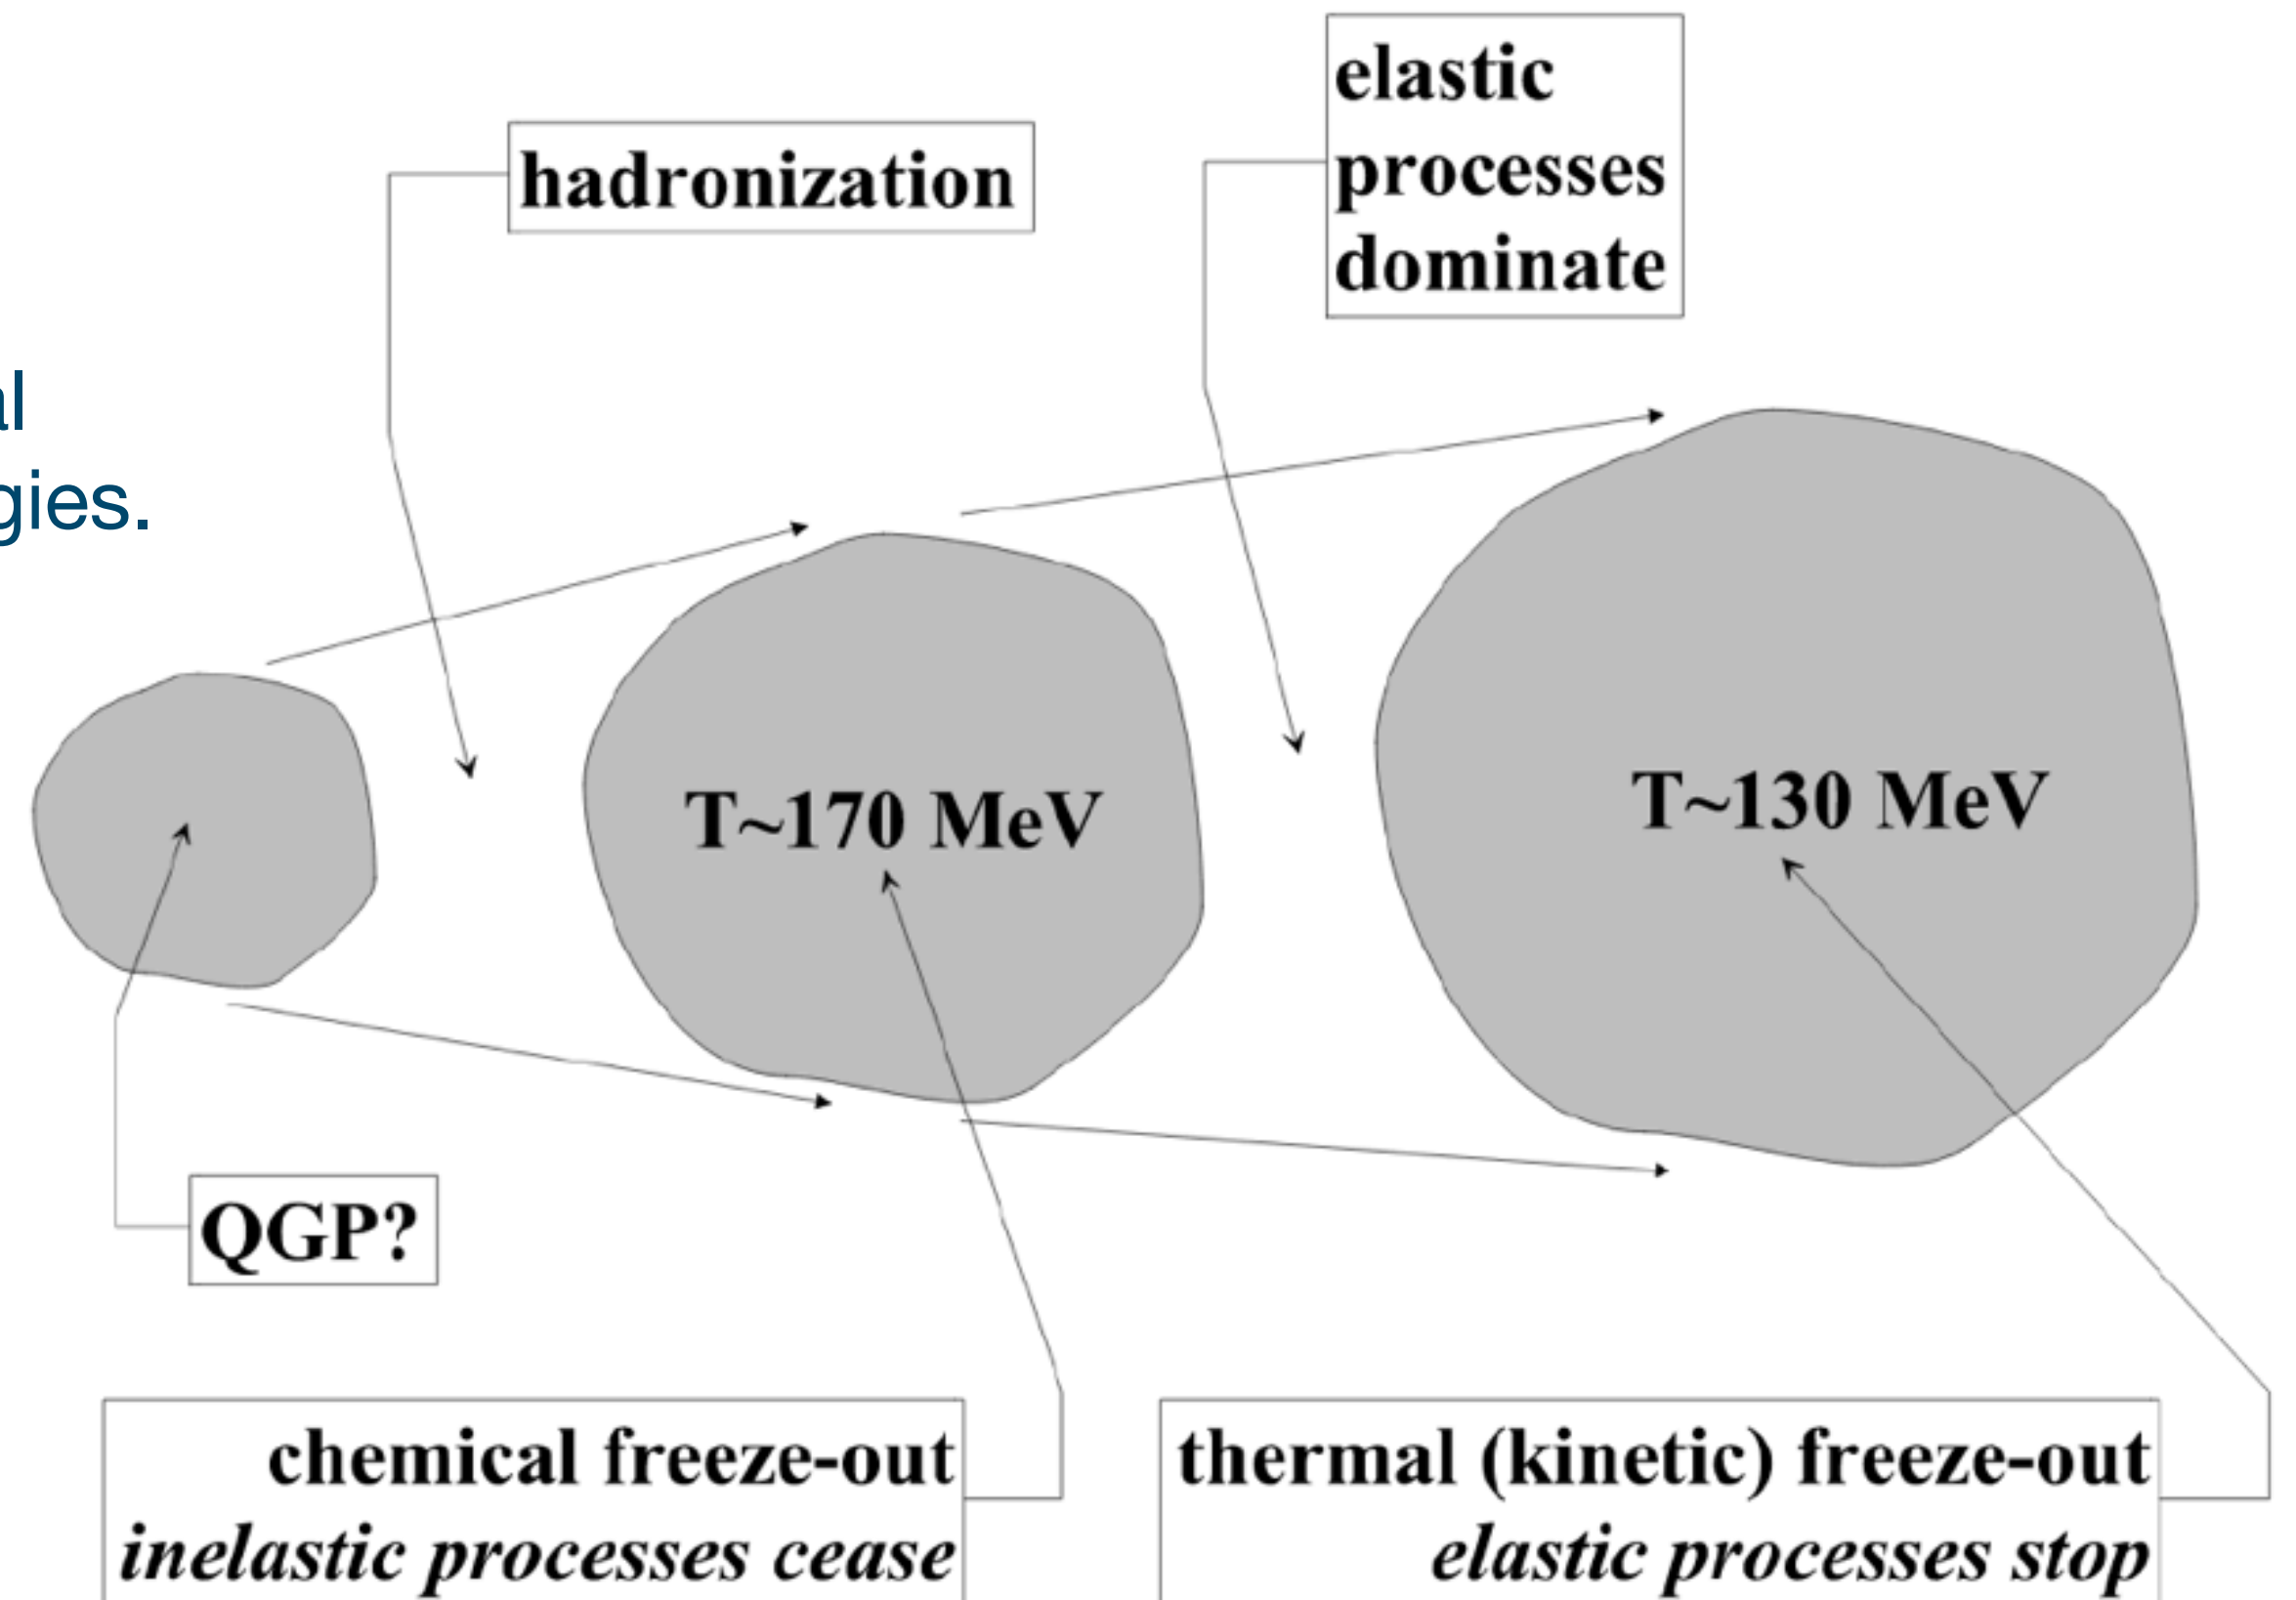 elastic
processes
dominate
hadronization
al
gies.
T~170 MeV
T~130 MeV
QGP?
chemical freeze-out
inelastic processes cease
thermal (kinetic) freeze-out
elastic processes stop